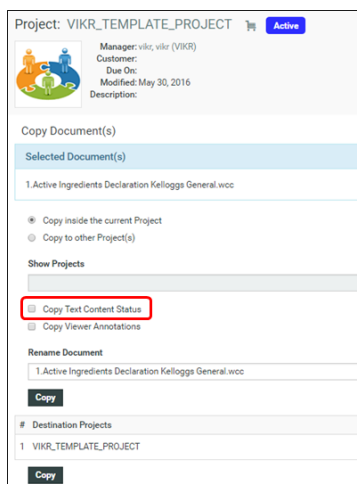 Project: VIKR_TEMPLATE_PROJECT Active
Manager: vikr, vikr (VIKR)
Customer:
Due On:
Modified: May 30, 2016
Description:
Copy Document(s)
Selected Document(s)
1.Active Ingredients Declaration Kelloggs General.wcc
Copy inside the current Project
Copy to other Project(s)
Show Projects
Copy Text Content Status
Copy Viewer Annotations
Rename Document
1.Active Ingredients Declaration Kelloggs General.wcc
Copy
# Destination Projects
1 VIKR_TEMPLATE_PROJECT
Copy